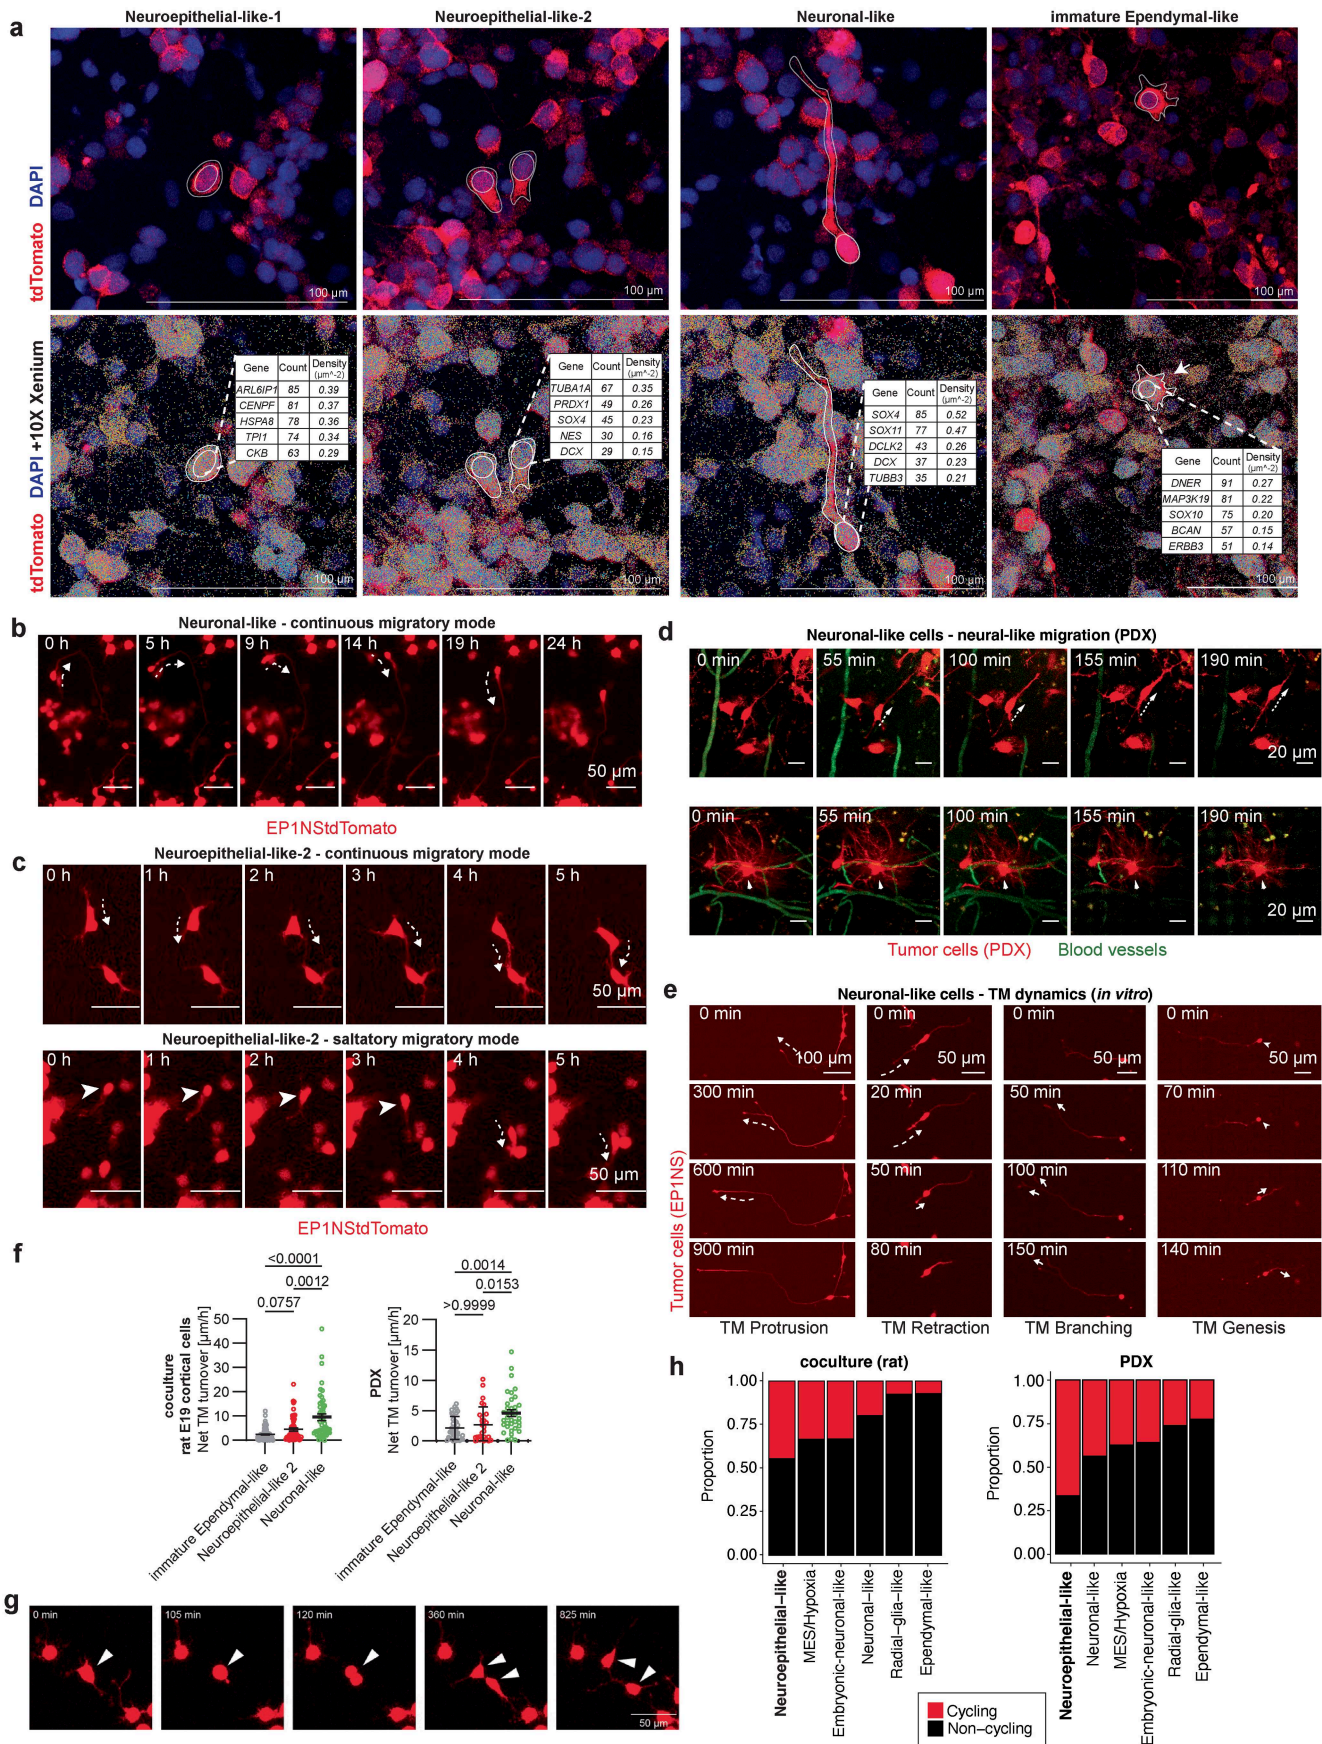 a
Neuroepithelial-like-1
Neuroepithelial-like-2
Neuronal-like
immature Ependymal-like
tdTomato DAPI
100 µm
100 µm
100 µm
100 µm
tdTomato DAPI +10X Xenium
Gene Count Density (µm^-2)
ARL6IP1 85 0.39
CENPF 81 0.37
HSPA8 78 0.36
TPI1 74 0.34
CKB 63 0.29
100 µm
Gene Count Density (µm^-2)
TUBA1A 67 0.35
PRDX1 49 0.26
SOX4 45 0.23
NES 30 0.16
DCX 29 0.15
100 µm
Gene Count Density (µm^-2)
SOX4 85 0.52
SOX11 77 0.47
DCLK2 43 0.26
DCX 37 0.23
TUBB3 35 0.21
100 µm
Gene Count Density (µm^-2)
DNER 91 0.27
MAP3K19 81 0.22
SOX10 75 0.20
BCAN 57 0.15
ERBB3 51 0.14
100 µm
b
Neuronal-like - continuous migratory mode
0 h 5 h 9 h 14 h 19 h 24 h
50 µm
EP1NStdTomato
c
Neuroepithelial-like-2 - continuous migratory mode
0 h 1 h 2 h 3 h 4 h 5 h
50 µm
Neuroepithelial-like-2 - saltatory migratory mode
0 h 1 h 2 h 3 h 4 h 5 h
50 µm
EP1NStdTomato
d
Neuronal-like cells - neural-like migration (PDX)
0 min 55 min 100 min 155 min 190 min
20 µm
0 min 55 min 100 min 155 min 190 min
20 µm
Tumor cells (PDX) Blood vessels
e
Neuronal-like cells - TM dynamics (in vitro)
Tumor cells (EP1NS)
0 min 0 min 0 min 0 min
100 µm 50 µm 50 µm 50 µm
300 min 20 min 50 min 70 min
600 min 50 min 100 min 110 min
900 min 80 min 150 min 140 min
TM Protrusion TM Retraction TM Branching TM Genesis
f
<0.0001
0.0012
0.0757
coculture
rat E19 cortical cells
Net TM turnover [µm/h]
50
40
30
20
10
0
immature Ependymal-like
Neuroepithelial-like 2
Neuronal-like
0.0014
0.0153
>0.9999
PDX
Net TM turnover [µm/h]
20
15
10
5
0
immature Ependymal-like
Neuroepithelial-like 2
Neuronal-like
g
0 min 105 min 120 min 360 min 825 min
50 µm
h
coculture (rat)
Proportion
1.00
0.75
0.50
0.25
0.00
Neuroepithelial–like
MES/Hypoxia
Embryonic-neuronal-like
Neuronal–like
Radial–glia–like
Ependymal-like
PDX
Proportion
1.00
0.75
0.50
0.25
0.00
Neuroepithelial-like
Neuronal-like
MES/Hypoxia
Embryonic-neuronal-like
Radial-glia-like
Ependymal-like
Cycling
Non–cycling